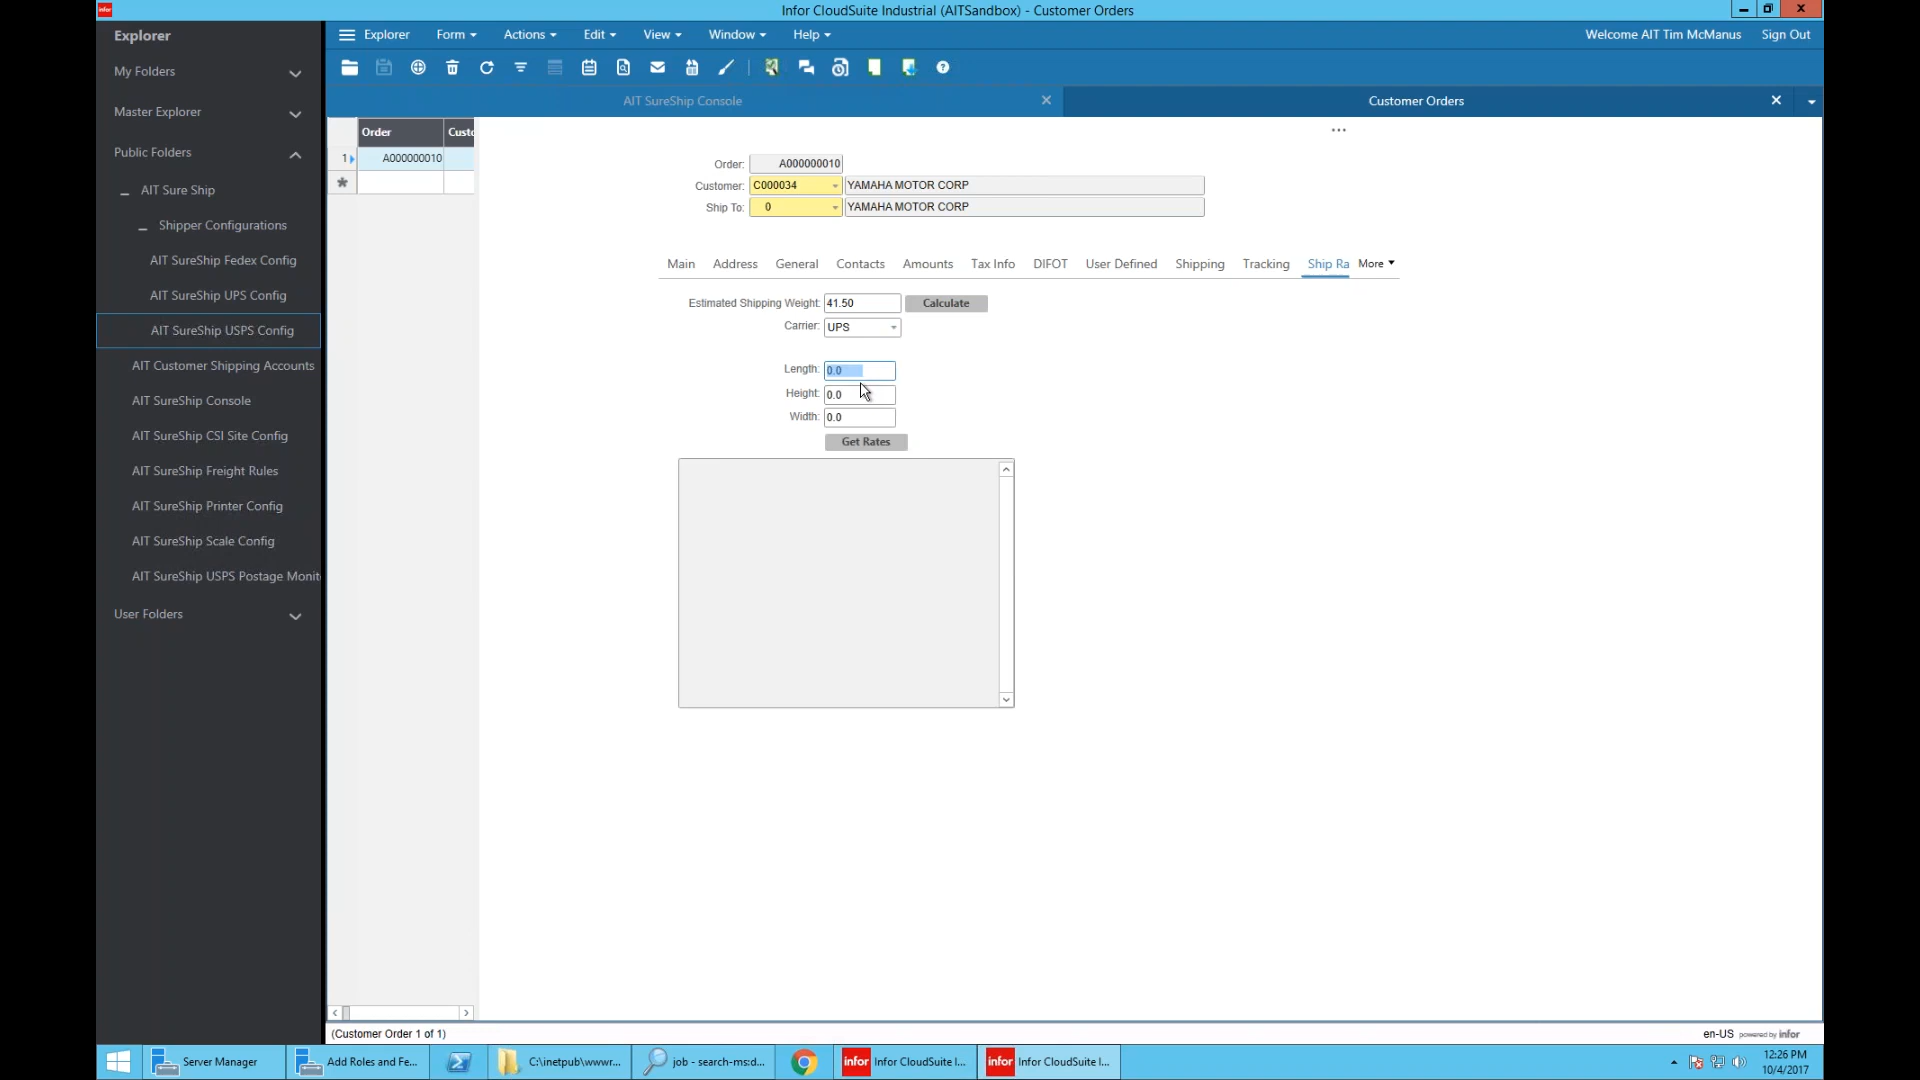 infor
Infor CloudSuite Industrial (AITSandbox) - Customer Orders
Explorer
Explorer Form Actions Edit View Window Help
Welcome AIT Tim McManus Sign Out
My Folders
Master Explorer
Public Folders
AIT Sure Ship
Shipper Configurations
AIT SureShip Fedex Config
AIT SureShip UPS Config
AIT SureShip USPS Config
AIT Customer Shipping Accounts
AIT SureShip Console
AIT SureShip CSI Site Config
AIT SureShip Freight Rules
AIT SureShip Printer Config
AIT SureShip Scale Config
AIT SureShip USPS Postage Monit
User Folders
AIT SureShip Console
Customer Orders
Order Custo
1 A000000010
Order: A000000010
Customer: C000034 YAMAHA MOTOR CORP
Ship To: 0 YAMAHA MOTOR CORP
Main Address General Contacts Amounts Tax Info DIFOT User Defined Shipping Tracking Ship Ra More
Estimated Shipping Weight: 41.50 Calculate
Carrier: UPS
Length: 0.0
Height: 0.0
Width: 0.0
Get Rates
(Customer Order 1 of 1)
en-US powered by infor
Server Manager
Add Roles and Fe...
C:\inetpub\wwwr...
job - search-ms:d...
infor Infor CloudSuite I...
infor Infor CloudSuite I...
12:26 PM
10/4/2017